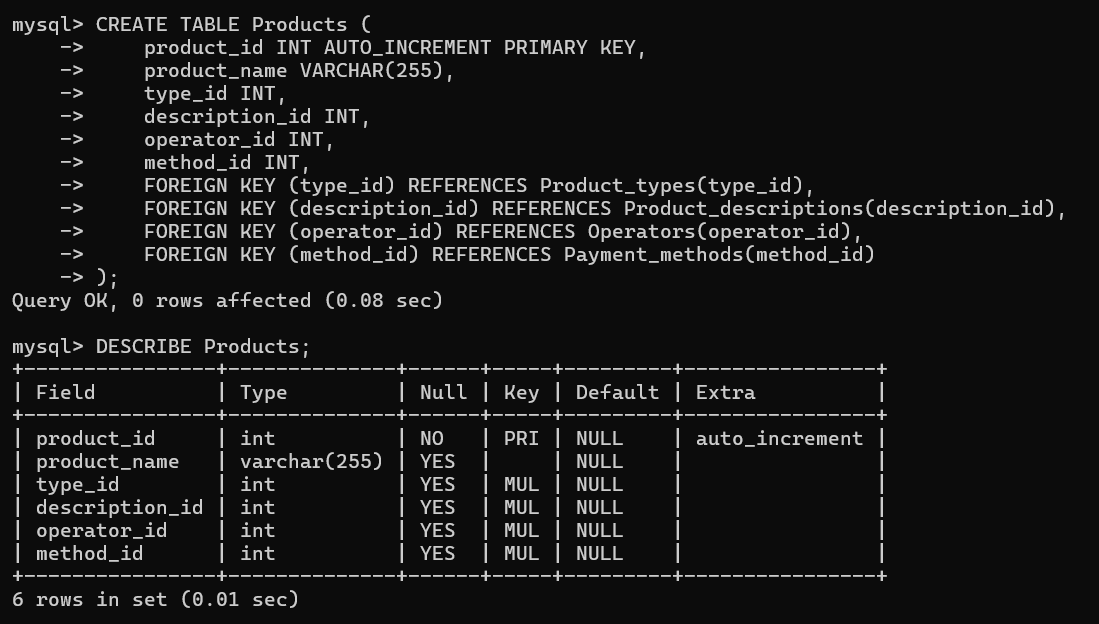 mysql> CREATE TABLE Products (
    ->     product_id INT AUTO_INCREMENT PRIMARY KEY,
    ->     product_name VARCHAR(255),
    ->     type_id INT,
    ->     description_id INT,
    ->     operator_id INT,
    ->     method_id INT,
    ->     FOREIGN KEY (type_id) REFERENCES Product_types(type_id),
    ->     FOREIGN KEY (description_id) REFERENCES Product_descriptions(description_id),
    ->     FOREIGN KEY (operator_id) REFERENCES Operators(operator_id),
    ->     FOREIGN KEY (method_id) REFERENCES Payment_methods(method_id)
    -> );
Query OK, 0 rows affected (0.08 sec)

mysql> DESCRIBE Products;
+----------------+--------------+------+-----+---------+----------------+
| Field          | Type         | Null | Key | Default | Extra          |
+----------------+--------------+------+-----+---------+----------------+
| product_id     | int          | NO   | PRI | NULL    | auto_increment |
| product_name   | varchar(255) | YES  |     | NULL    |                |
| type_id        | int          | YES  | MUL | NULL    |                |
| description_id | int          | YES  | MUL | NULL    |                |
| operator_id    | int          | YES  | MUL | NULL    |                |
| method_id      | int          | YES  | MUL | NULL    |                |
+----------------+--------------+------+-----+---------+----------------+
6 rows in set (0.01 sec)